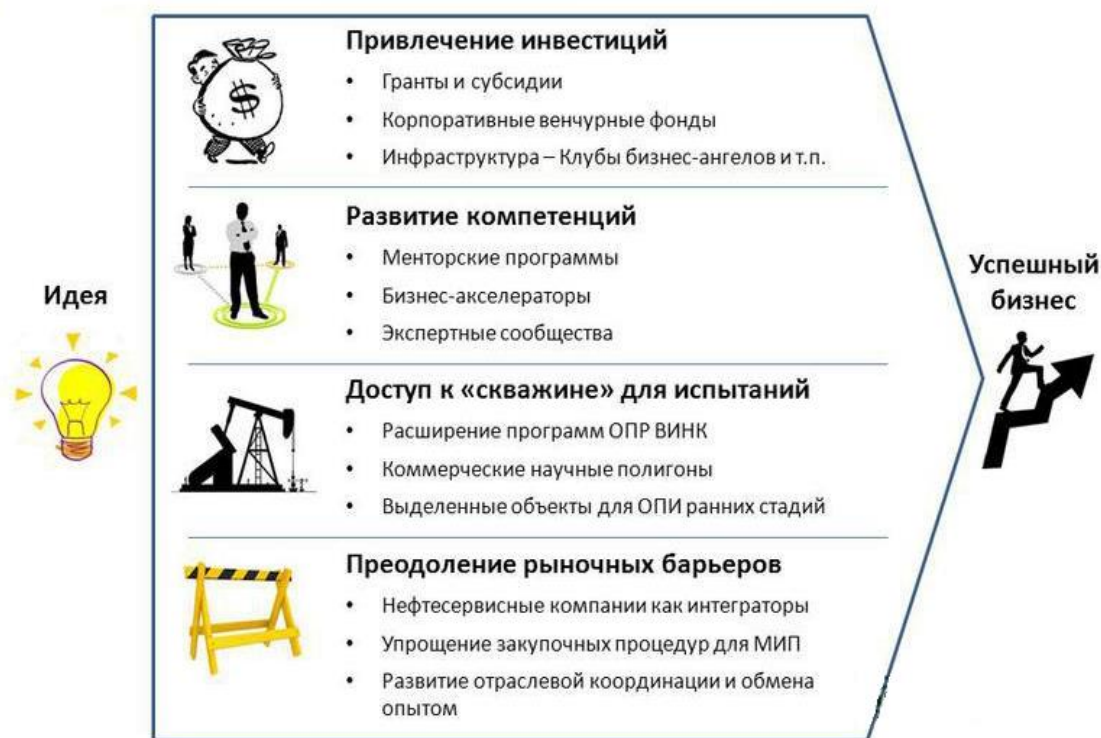 Привлечение инвестиций
• Гранты и субсидии
• Корпоративные венчурные фонды
• Инфраструктура – Клубы бизнес-ангелов и т.п.
Развитие компетенций
• Менторские программы
• Бизнес-акселераторы
• Экспертные сообщества
Идея
Успешный
бизнес
$
Доступ к «скважине» для испытаний
• Расширение программ ОПР ВИНК
• Коммерческие научные полигоны
• Выделенные объекты для ОПИ ранних стадий
Преодоление рыночных барьеров
• Нефтесервисные компании как интеграторы
• Упрощение закупочных процедур для МИП
• Развитие отраслевой координации и обмена
опытом